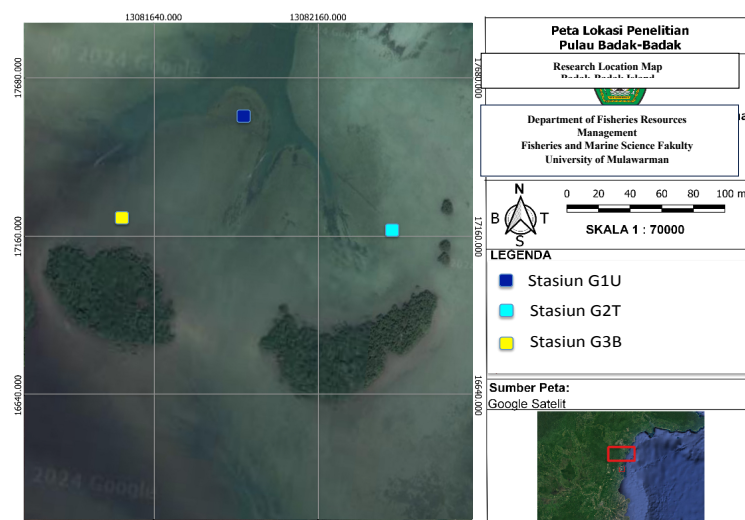 13081640.000 13082160.000
© 2024 Google
17680.000 17680.000
17160.000 17160.000
16640.000 16640.000
2024 Google
Peta Lokasi Penelitian
Pulau Badak-Badak
Research Location Map
Badak-Badak Island
Department of Fisheries Resources
Management
Fisheries and Marine Science Fakulty
University of Mulawarman
N
B T
S
0 20 40 60 80 100 m
SKALA 1 : 70000
LEGENDA
Stasiun G1U
Stasiun G2T
Stasiun G3B
Sumber Peta:
Google Satelit